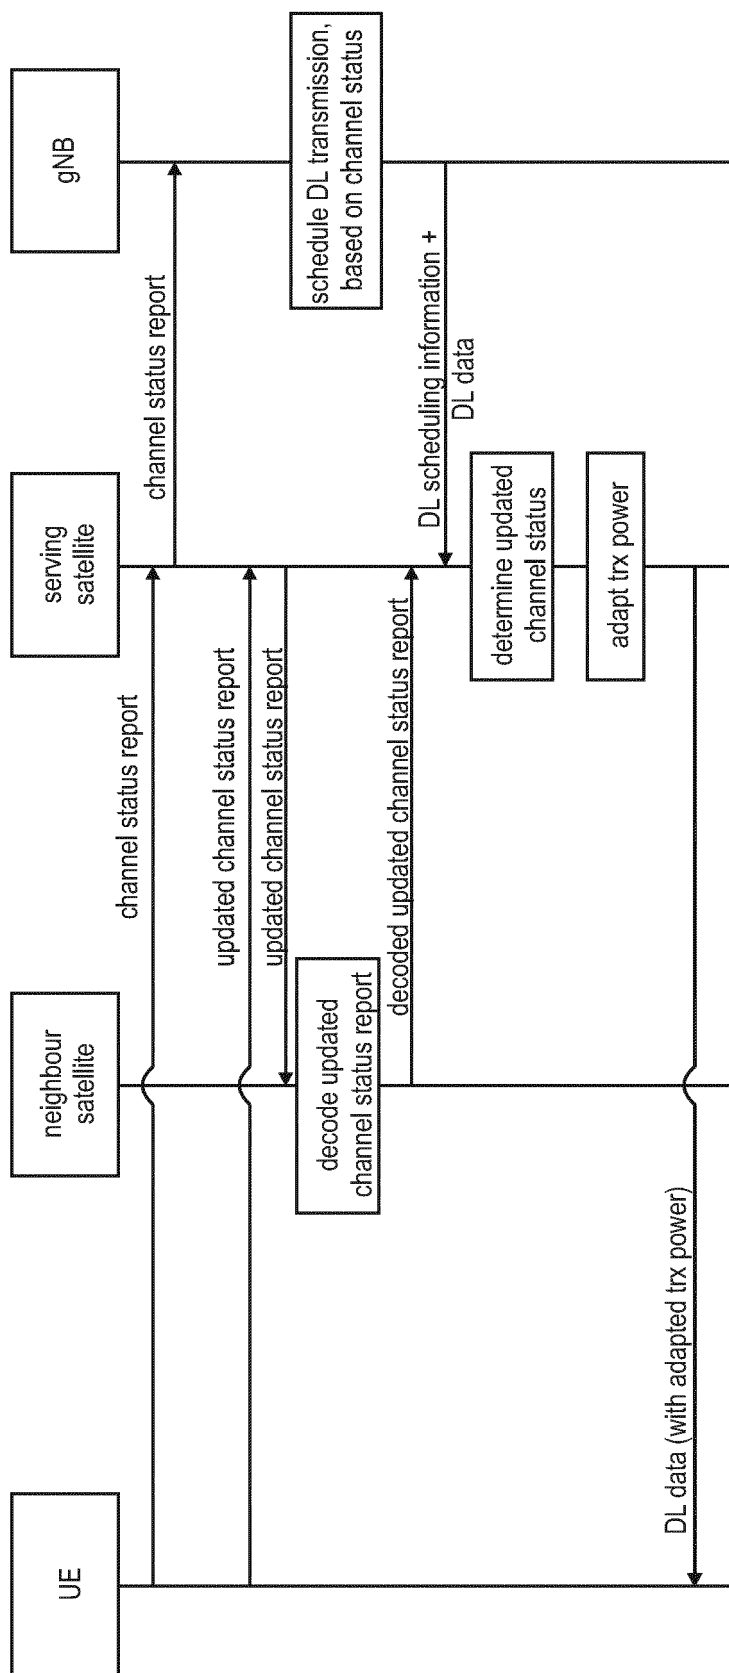 UE
neighbour
satellite
serving
satellite
gNB
channel status report
channel status report
updated channel status report
updated channel status report
decode updated
channel status report
schedule DL transmission,
based on channel status
decoded updated channel status report
DL scheduling information +
DL data
determine updated
channel status
adapt trx power
DL data (with adapted trx power)